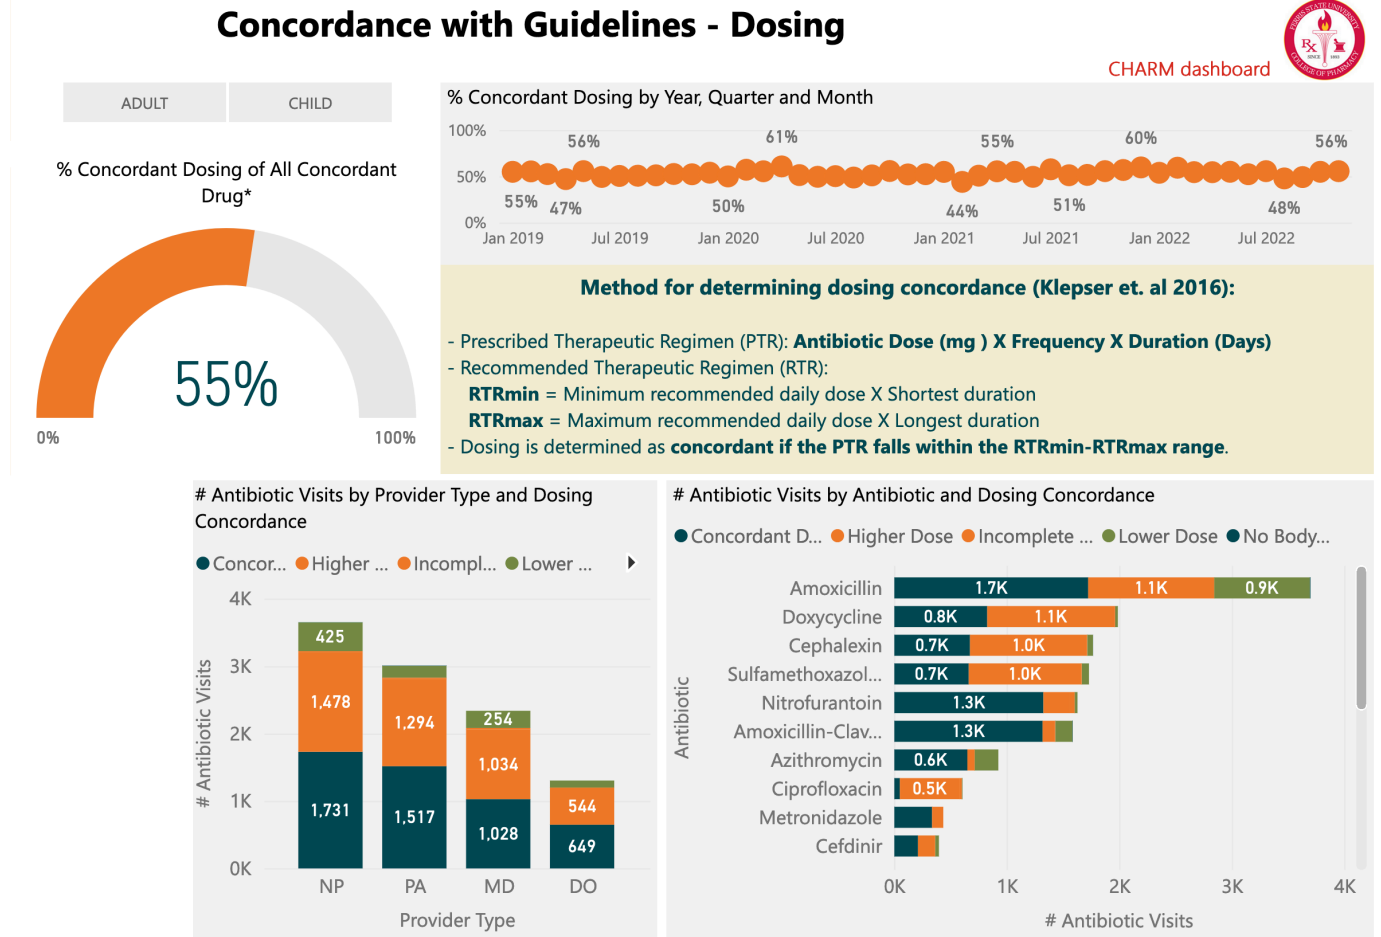 Concordance with Guidelines - Dosing
FERRIS STATE UNIVERSITY
COLLEGE OF PHARMACY
CHARM dashboard
ADULT
CHILD
% Concordant Dosing of All Concordant
Drug*
55%
0%
100%
% Concordant Dosing by Year, Quarter and Month
100%
50%
0%
56%
61%
55%
60%
56%
55%
47%
50%
44%
51%
48%
Jan 2019
Jul 2019
Jan 2020
Jul 2020
Jan 2021
Jul 2021
Jan 2022
Jul 2022
Method for determining dosing concordance (Klepser et. al 2016):
- Prescribed Therapeutic Regimen (PTR): Antibiotic Dose (mg ) X Frequency X Duration (Days)
- Recommended Therapeutic Regimen (RTR):
RTRmin = Minimum recommended daily dose X Shortest duration
RTRmax = Maximum recommended daily dose X Longest duration
- Dosing is determined as concordant if the PTR falls within the RTRmin-RTRmax range.
# Antibiotic Visits by Provider Type and Dosing
Concordance
Concor... Higher ... Incompl... Lower ...
# Antibiotic Visits
4K
3K
2K
1K
0K
425
1,478
1,731
1,294
1,517
254
1,034
1,028
544
649
NP
PA
MD
DO
Provider Type
# Antibiotic Visits by Antibiotic and Dosing Concordance
Concordant D... Higher Dose Incomplete ... Lower Dose No Body...
Antibiotic
Amoxicillin 1.7K 1.1K 0.9K
Doxycycline 0.8K 1.1K
Cephalexin 0.7K 1.0K
Sulfamethoxazol... 0.7K 1.0K
Nitrofurantoin 1.3K
Amoxicillin-Clav... 1.3K
Azithromycin 0.6K
Ciprofloxacin 0.5K
Metronidazole
Cefdinir
0K
1K
2K
3K
4K
# Antibiotic Visits